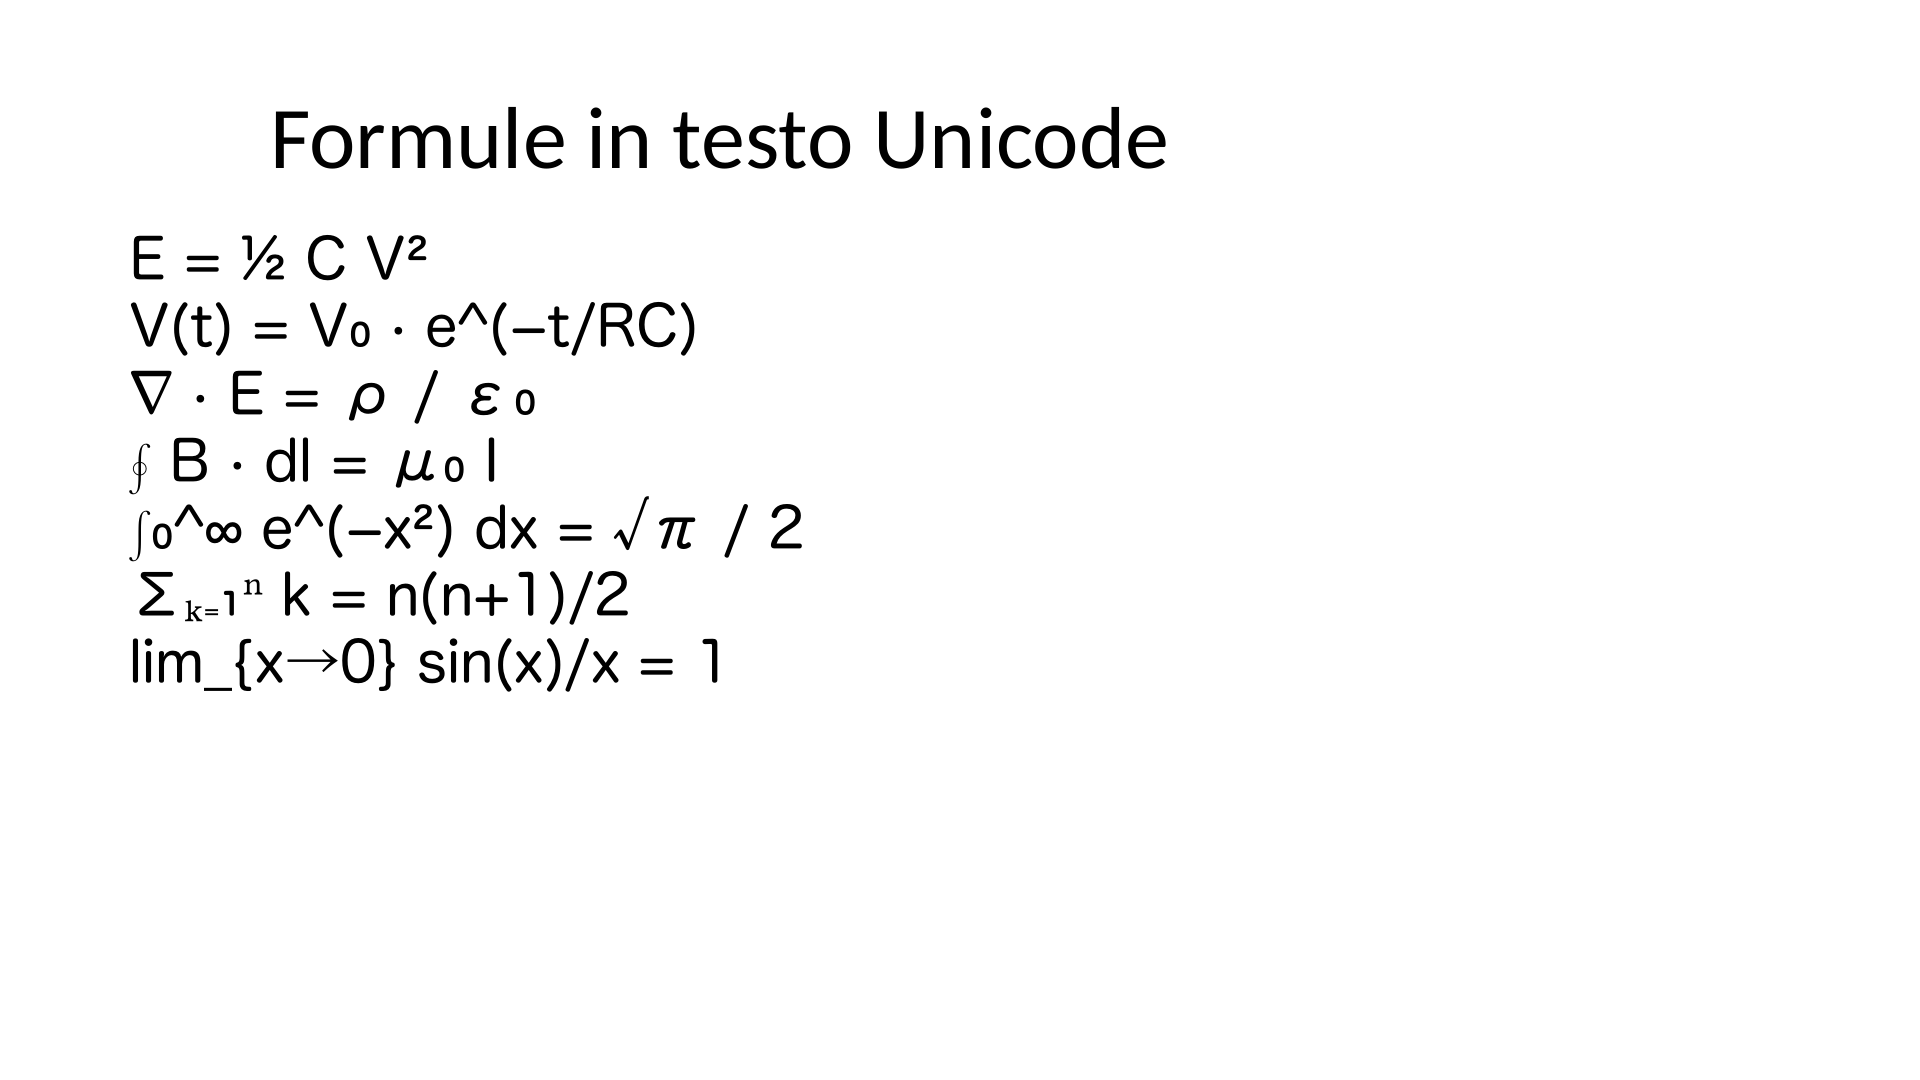 Formule in testo Unicode
E = ½ C V²
V(t) = V₀ · e^(−t/RC)
∇ · E = ρ / ε₀
∮ B · dl = μ₀ I
∫₀^∞ e^(−x²) dx = √π / 2
Σₖ₌₁ⁿ k = n(n+1)/2
lim_{x→0} sin(x)/x = 1